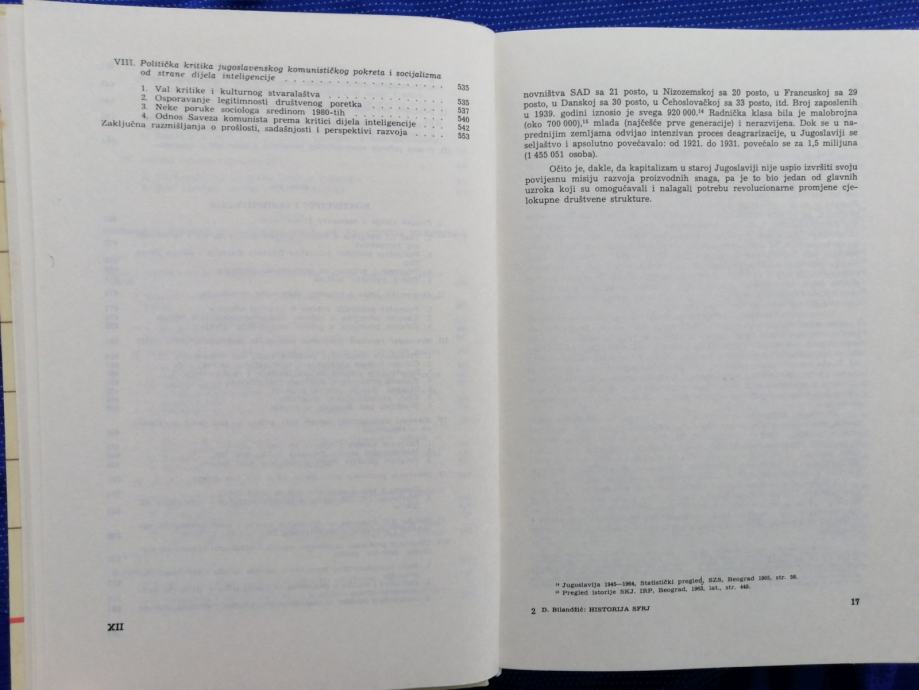 VIII. Politička kritika jugoslavenskog komunističkog pokreta i socijalizma
od strane dijela inteligencije . . . . . . . . . . . . . . . . . . 535
1. Val kritike i kulturnog stvaralaštva . . . . . . . . . . . . . 535
2. Osporavanje legitimnosti društvenog poretka . . . . . . . . 537
3. Neke poruke sociologa sredinom 1980-tih . . . . . . . . . . 540
4. Odnos Saveza komunista prema kritici dijela inteligencije . . . 542
Zaključna razmišljanja o prošlosti, sadašnjosti i perspektivi razvoja . . . 553
XII
novništva SAD sa 21 posto, u Nizozemskoj sa 20 posto, u Francuskoj sa 29
posto, u Danskoj sa 30 posto, u Čehoslovačkoj sa 33 posto, itd. Broj zaposlenih
u 1939. godini iznosio je svega 920 000.¹⁴ Radnička klasa bila je malobrojna
(oko 700 000),¹⁵ mlada (najčešće prve generacije) i nerazvijena. Dok se u na-
prednijim zemljama odvijao intenzivan proces deagrarizacije, u Jugoslaviji se
seljaštvo i apsolutno povećavalo: od 1921. do 1931. povećalo se za 1,5 milijuna
(1 455 051 osoba).
Očito je, dakle, da kapitalizam u staroj Jugoslaviji nije uspio izvršiti svoju
povijesnu misiju razvoja proizvodnih snaga, pa je to bio jedan od glavnih
uzroka koji su omogućavali i nalagali potrebu revolucionarne promjene cje-
lokupne društvene strukture.
¹⁴ Jugoslavija 1945—1964, Statistički pregled, SZS, Beograd 1965, str. 58.
¹⁵ Pregled istorije SKJ. IRP, Beograd, 1963, lat., str. 445.
2 D. Bilandžić: HISTORIJA SFRJ
17